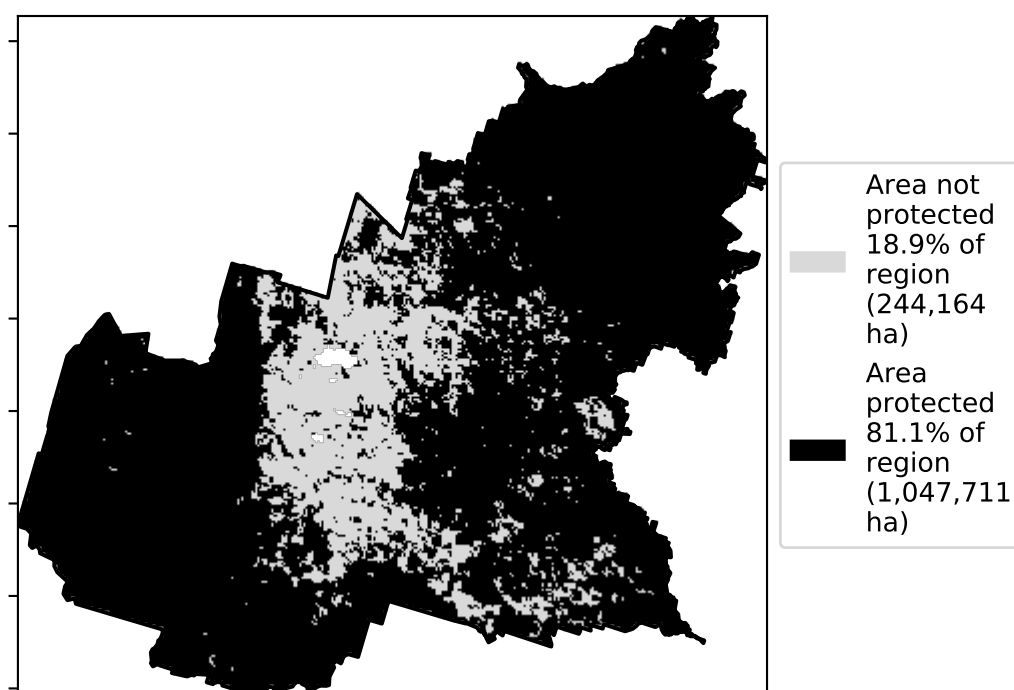 Area not
protected
18.9% of
region
(244,164
ha)
Area
protected
81.1% of
region
(1,047,711
ha)